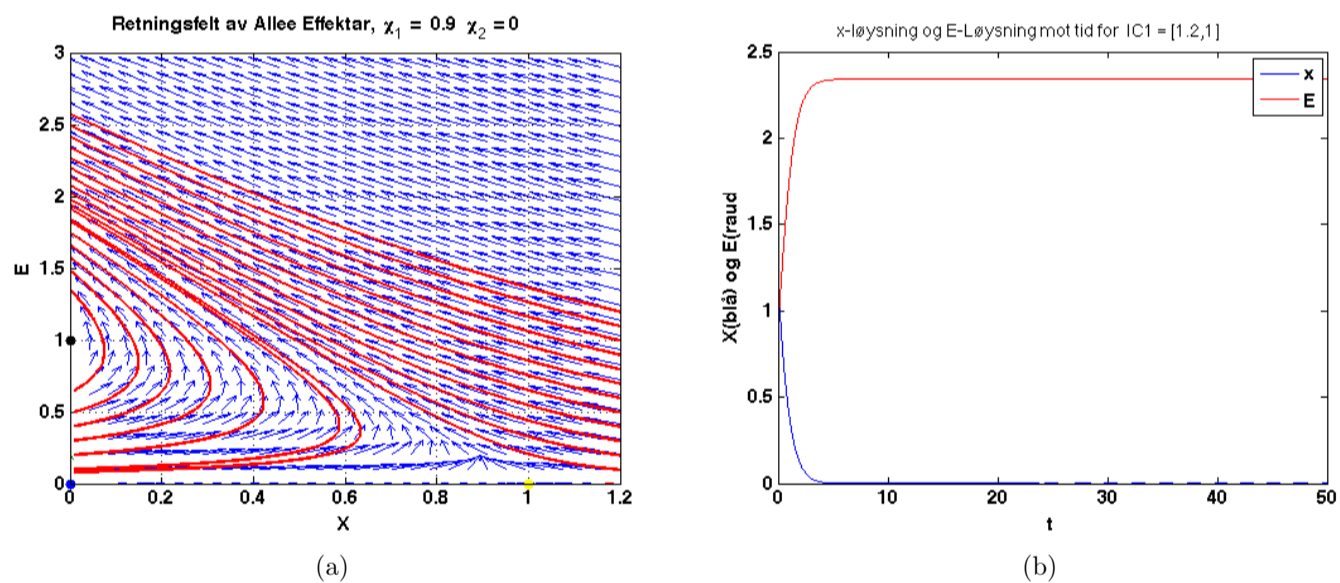 Retningsfelt av Allee Effektar, χ₁ = 0.9 χ₂ = 0
3
2.5
2
1.5
1
0.5
0
E
0 0.2 0.4 0.6 0.8 1 1.2
X
(a)
x-løysning og E-Løysning mot tid for IC1 = [1.2,1]
2.5
2
1.5
1
0.5
0
X(blå) og E(raud
x
E
0 10 20 30 40 50
t
(b)